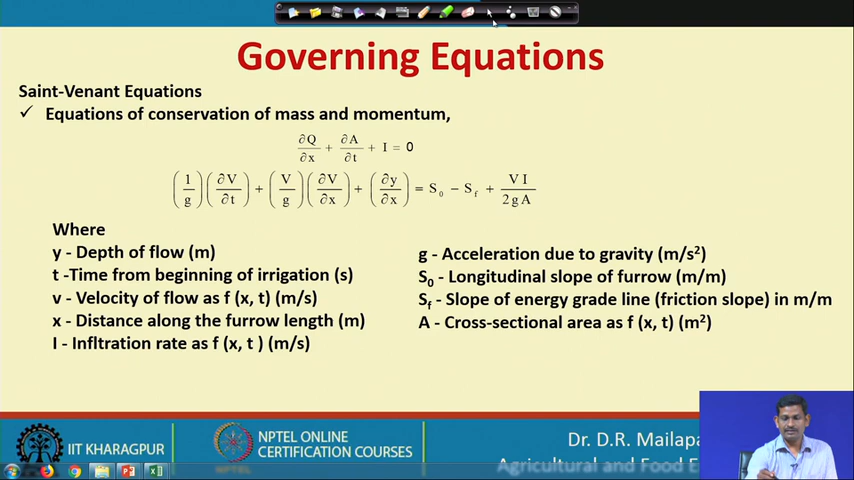 Governing Equations
Saint-Venant Equations
✓ Equations of conservation of mass and momentum,
∂Q/∂x + ∂A/∂t + I = 0
(1/g)(∂V/∂t) + (V/g)(∂V/∂x) + (∂y/∂x) = S₀ − S_f + VI/2gA
Where
y - Depth of flow (m)
t -Time from beginning of irrigation (s)
v - Velocity of flow as f (x, t) (m/s)
x - Distance along the furrow length (m)
I - Infltration rate as f (x, t ) (m/s)
g - Acceleration due to gravity (m/s²)
S₀ - Longitudinal slope of furrow (m/m)
S_f - Slope of energy grade line (friction slope) in m/m
A - Cross-sectional area as f (x, t) (m²)
IIT KHARAGPUR
NPTEL ONLINE
CERTIFICATION COURSES
NPTEL
Dr. D.R. Mailapa
Agricultural and Food E